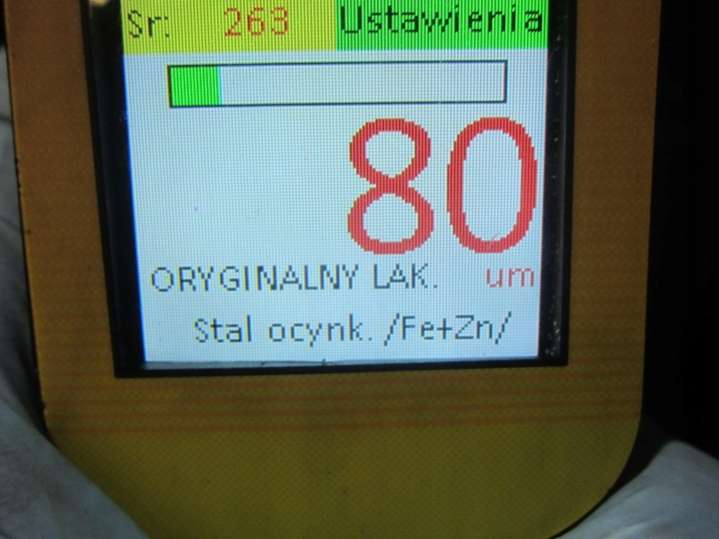 Sr: 263 Ustawienia
80
ORYGINALNY LAK. um
Stal ocynk. /Fe+Zn/